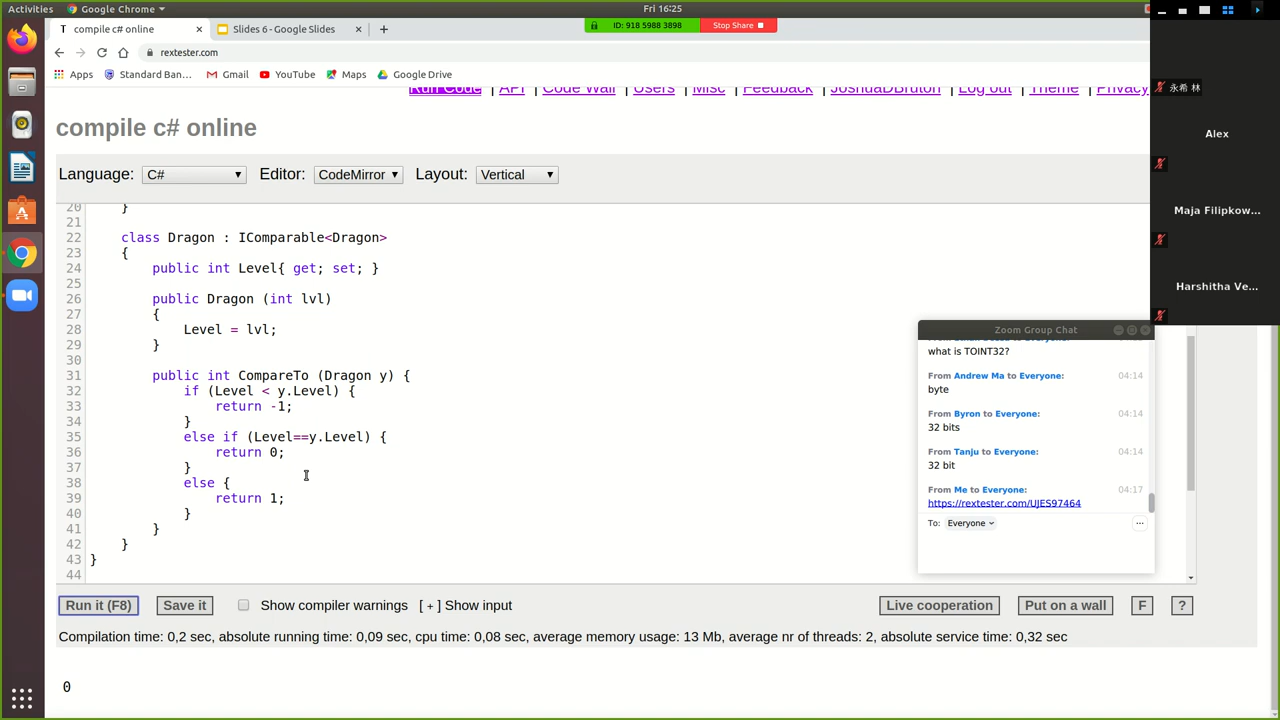 Activities
Google Chrome
Fri 16:25
compile c# online
Slides 6 - Google Slides
ID: 918 5988 3898
Stop Share
rextester.com
Apps
Standard Ban...
Gmail
YouTube
Maps
Google Drive
Run Code | API | Code Wall | Users | Misc | Feedback | JoshuaDBruton | Log out | Theme | Privacy
compile c# online
Language: C# Editor: CodeMirror Layout: Vertical
20 }
21
22 class Dragon : IComparable<Dragon>
23 {
24 public int Level{ get; set; }
25
26 public Dragon (int lvl)
27 {
28 Level = lvl;
29 }
30
31 public int CompareTo (Dragon y) {
32 if (Level < y.Level) {
33 return -1;
34 }
35 else if (Level==y.Level) {
36 return 0;
37 }
38 else {
39 return 1;
40 }
41 }
42 }
43 }
44
Run it (F8)
Save it
Show compiler warnings
[ + ] Show input
Live cooperation
Put on a wall
F
?
Compilation time: 0,2 sec, absolute running time: 0,09 sec, cpu time: 0,08 sec, average memory usage: 13 Mb, average nr of threads: 2, absolute service time: 0,32 sec
0
Zoom Group Chat
what is TOINT32?
From Andrew Ma to Everyone: 04:14
byte
From Byron to Everyone: 04:14
32 bits
From Tanju to Everyone: 04:14
32 bit
From Me to Everyone: 04:17
https://rextester.com/UJES97464
To: Everyone
...
永希 林
Alex
Maja Filipkow...
Harshitha Ve...